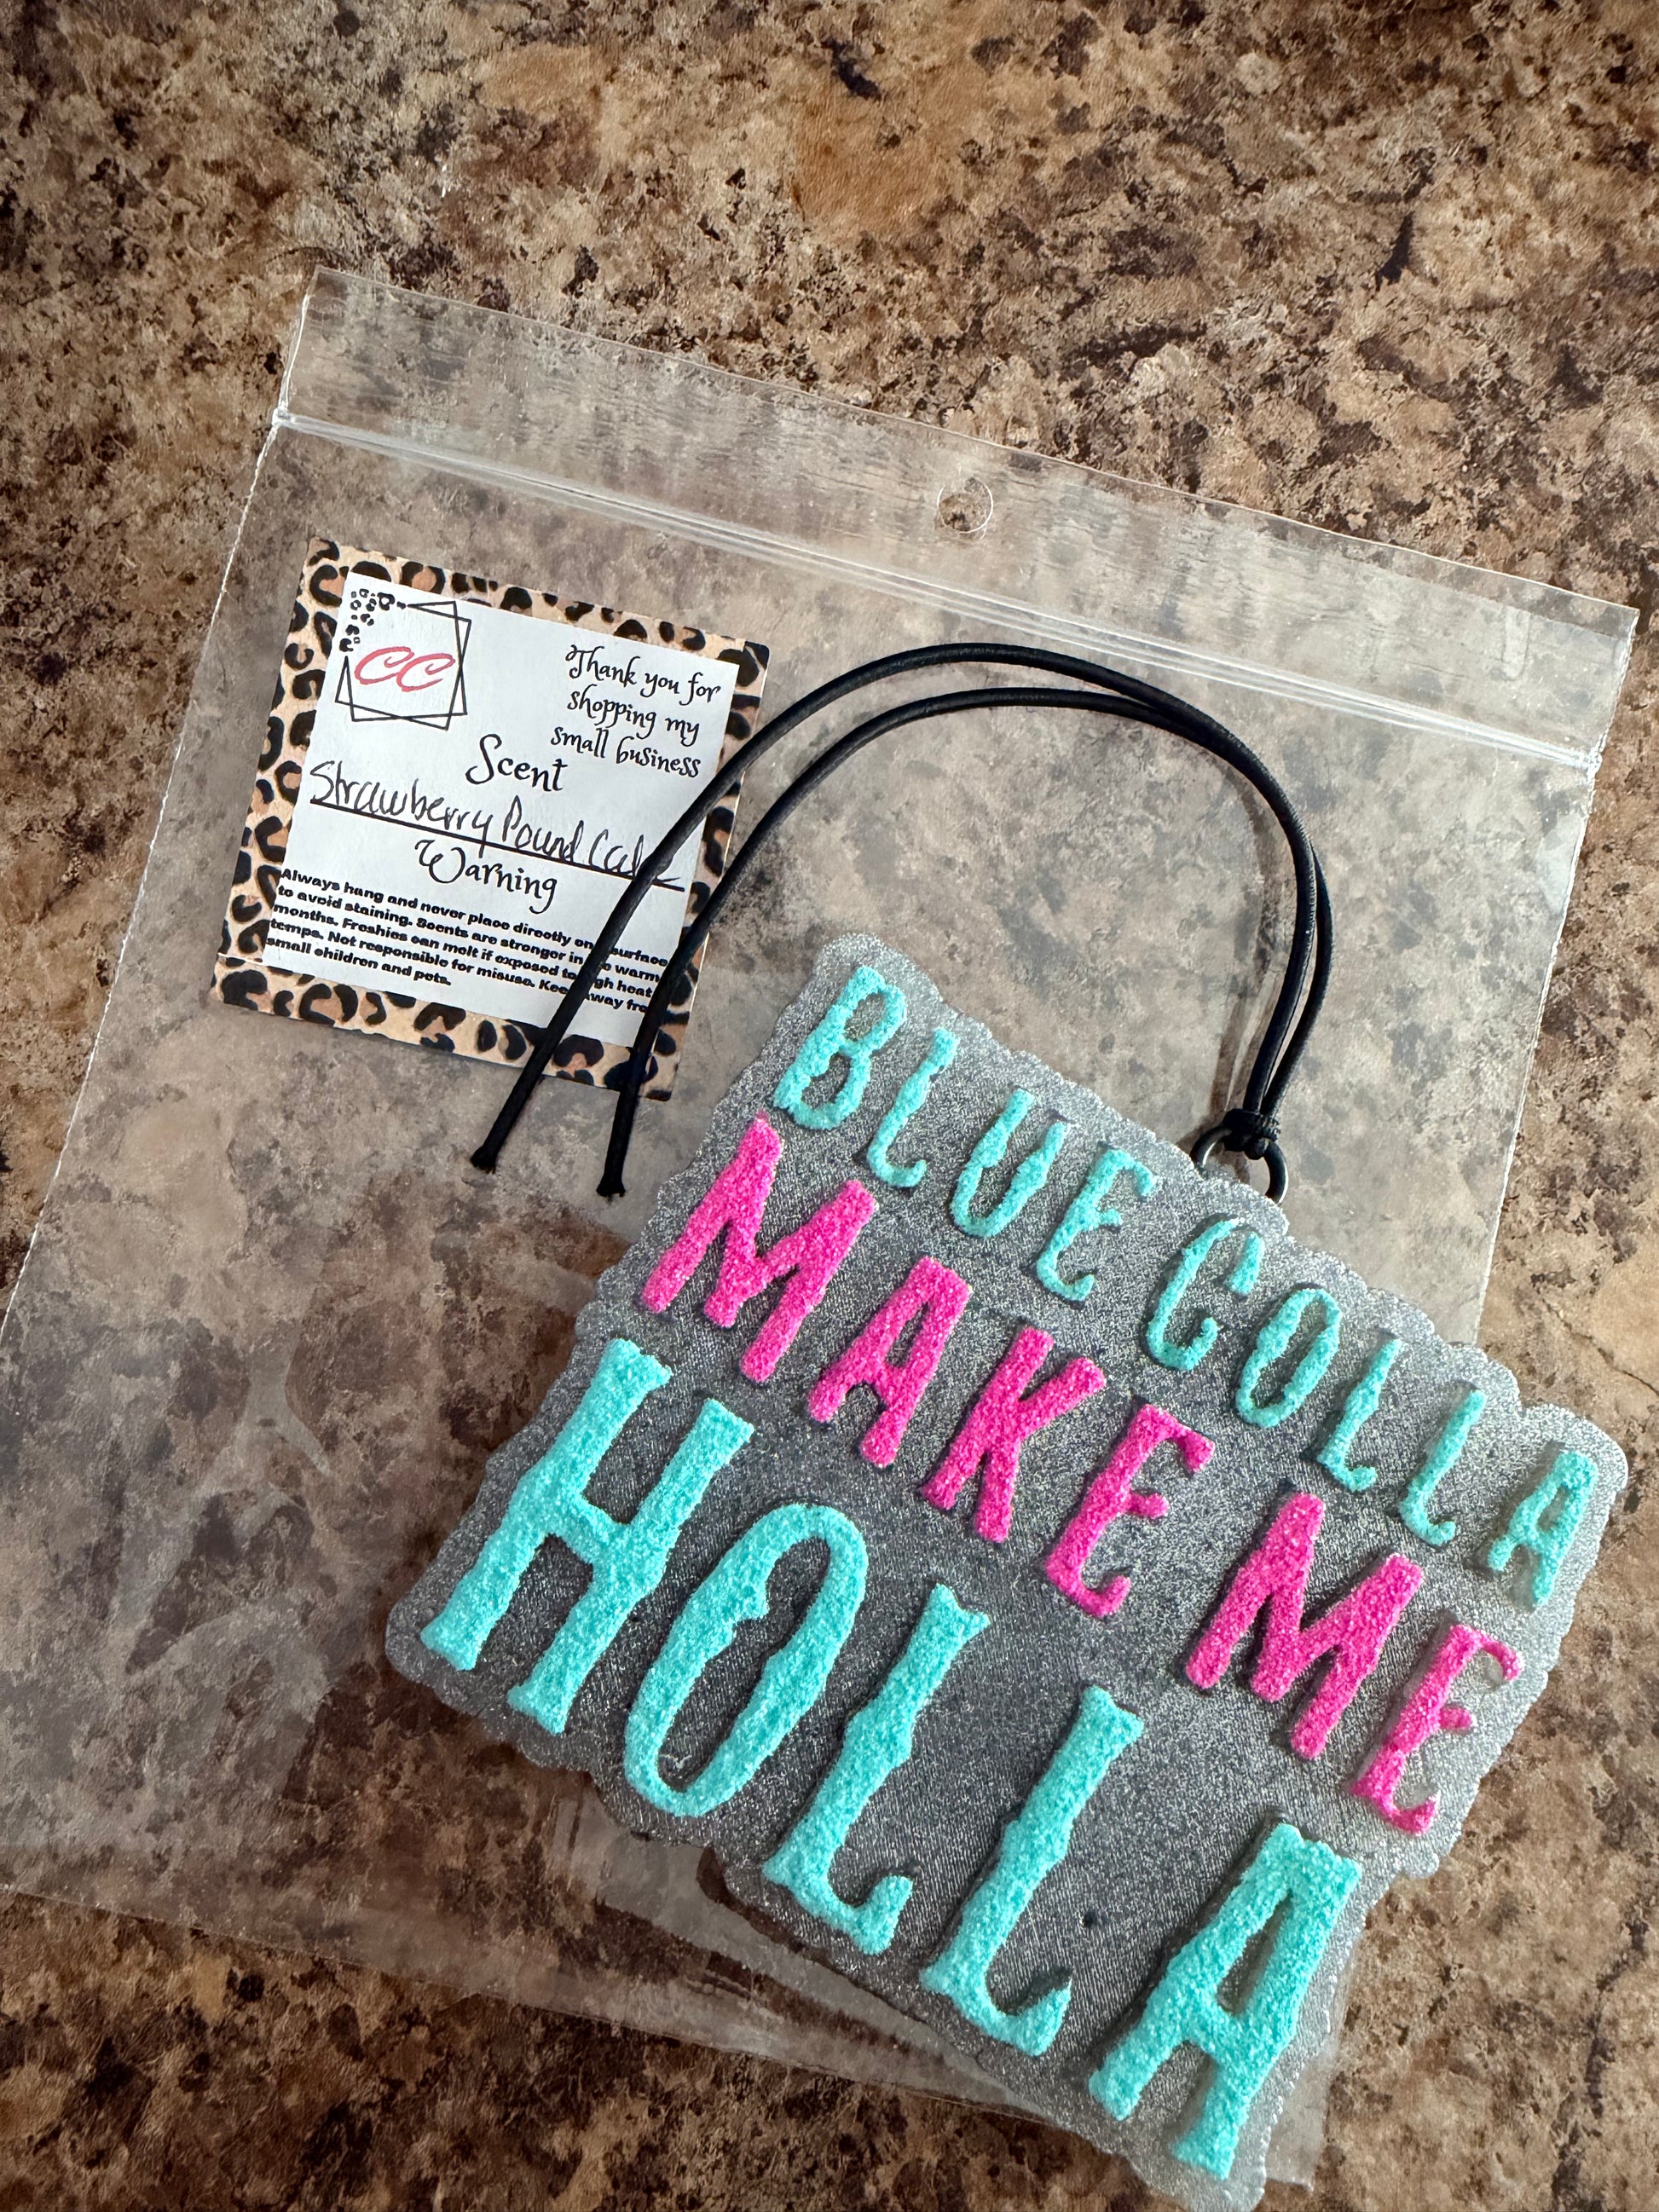 CC
Thank you for
shopping my
small business
Scent
Strawberry Pound Cake
Warning
Always hang and never place directly on surface
to avoid staining. Scents are stronger in warm
months. Freshies can melt if exposed to high heat
temps. Not responsible for misuse. Keep away
small children and pets.
BLUE COLLA
MAKE ME
HOLLA